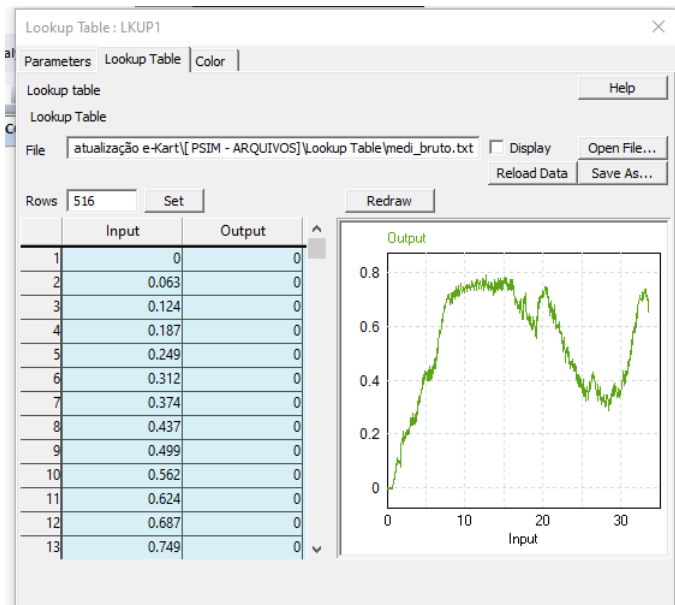 Lookup Table : LKUP1
Parameters Lookup Table Color
Lookup table
Help
Lookup Table
File atualização e-Kart\[ PSIM - ARQUIVOS]\Lookup Table\medi_bruto.txt Display Open File...
Reload Data Save As...
Rows 516 Set Redraw
Input Output
1 0 0
2 0.063 0
3 0.124 0
4 0.187 0
5 0.249 0
6 0.312 0
7 0.374 0
8 0.437 0
9 0.499 0
10 0.562 0
11 0.624 0
12 0.687 0
13 0.749 0
Output
0.8
0.6
0.4
0.2
0
0 10 20 30
Input